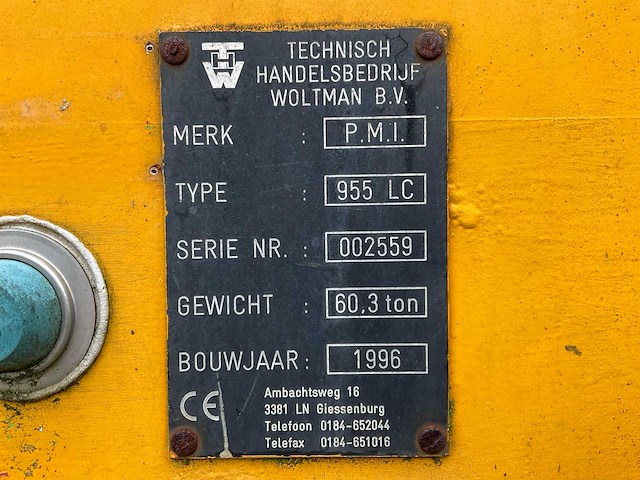 THW
TECHNISCH
HANDELSBEDRIJF
WOLTMAN B.V.
MERK : P.M.I.
TYPE : 955 LC
SERIE NR. : 002559
GEWICHT : 60,3 ton
BOUWJAAR : 1996
CE
Ambachtsweg 16
3381 LN Giessenburg
Telefoon 0184-652044
Telefax 0184-651016